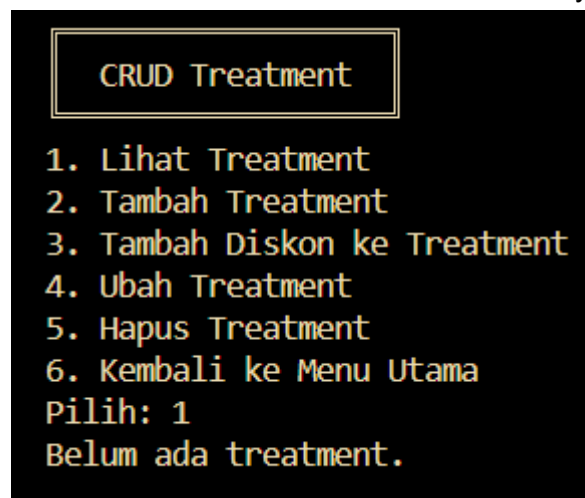 CRUD Treatment
1. Lihat Treatment
2. Tambah Treatment
3. Tambah Diskon ke Treatment
4. Ubah Treatment
5. Hapus Treatment
6. Kembali ke Menu Utama
Pilih: 1
Belum ada treatment.